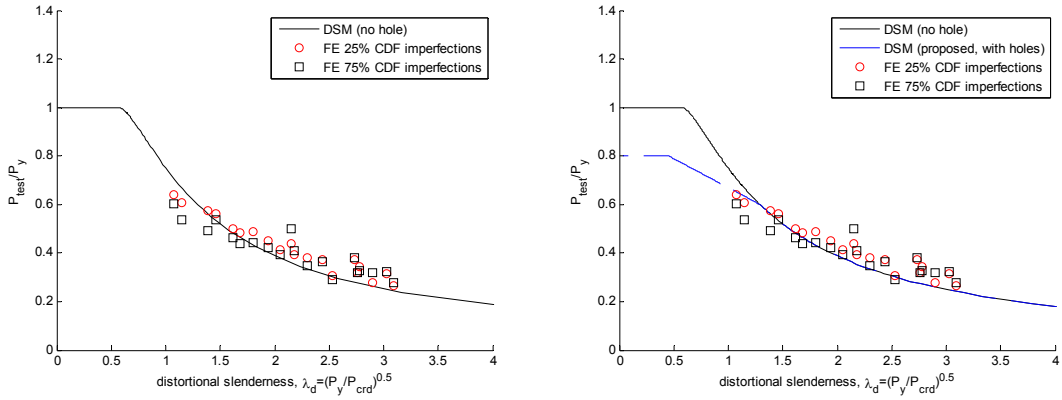 DSM (no hole)
FE 25% CDF imperfections
FE 75% CDF imperfections
1.4
1.2
1
0.8
0.6
0.4
0.2
0
P_test/P_y
0 0.5 1 1.5 2 2.5 3 3.5 4
distortional slenderness, λ_d=(P_y/P_crd)^0.5
DSM (no hole)
DSM (proposed, with holes)
FE 25% CDF imperfections
FE 75% CDF imperfections
1.4
1.2
1
0.8
0.6
0.4
0.2
0
P_test/P_y
0 0.5 1 1.5 2 2.5 3 3.5 4
distortional slenderness, λ_d=(P_y/P_crd)^0.5